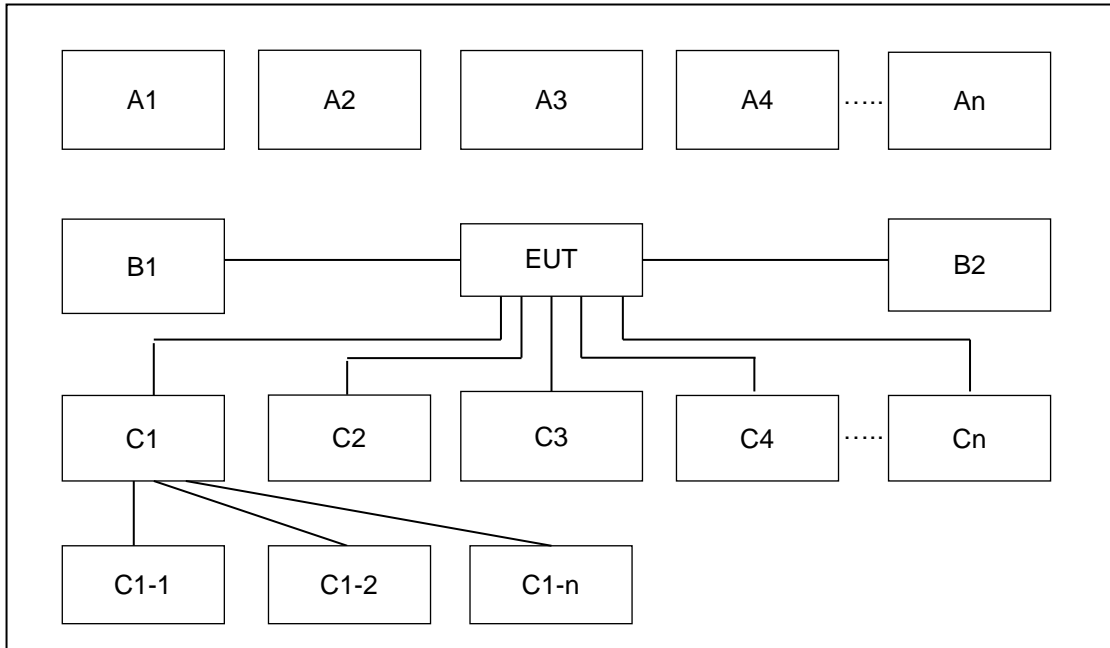 A1 A2 A3 A4 ..... An
B1 EUT B2
C1 C2 C3 C4 ..... Cn
C1-1 C1-2 C1-n